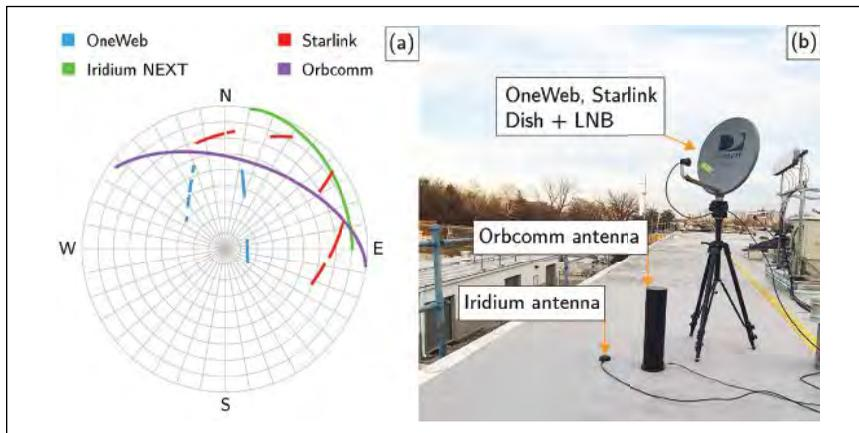 OneWeb
Starlink
(a)
Iridium NEXT
Orbcomm
N
W
E
S
(b)
OneWeb, Starlink
Dish + LNB
Orbcomm antenna
Iridium antenna